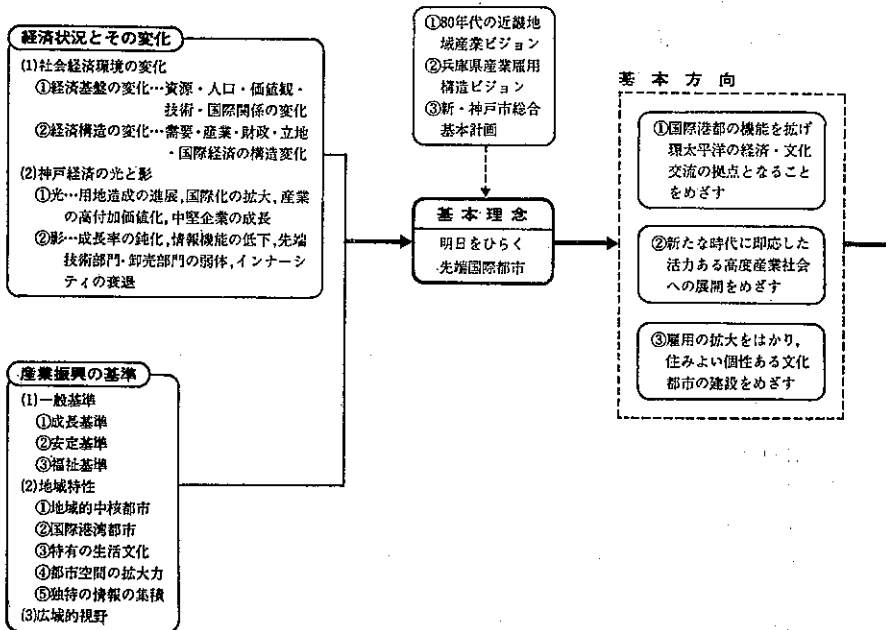 経済状況とその変化
(1)社会経済環境の変化
①経済基盤の変化…資源・人口・価値観・
技術・国際関係の変化
②経済構造の変化…需要・産業・財政・立地
・国際経済の構造変化
(2)神戸経済の光と影
①光…用地造成の進展,国際化の拡大,産業
の高付加価値化,中堅企業の成長
②影…成長率の鈍化,情報機能の低下,先端
技術部門・卸売部門の弱体,インナーシ
ティの衰退
産業振興の基準
(1)一般基準
①成長基準
②安定基準
③福祉基準
(2)地域特性
①地域的中核都市
②国際港湾都市
③特有の生活文化
④都市空間の拡大力
⑤独特の情報の集積
(3)広域的視野
①80年代の近畿地
域産業ビジョン
②兵庫県産業雇用
構造ビジョン
③新・神戸市総合
基本計画
基本理念
明日をひらく
先端国際都市
基本方向
①国際港都の機能を拡げ
環太平洋の経済・文化
交流の拠点となること
をめざす
②新たな時代に即応した
活力ある高度産業社会
への展開をめざす
③雇用の拡大をはかり,
住みよい個性ある文化
都市の建設をめざす